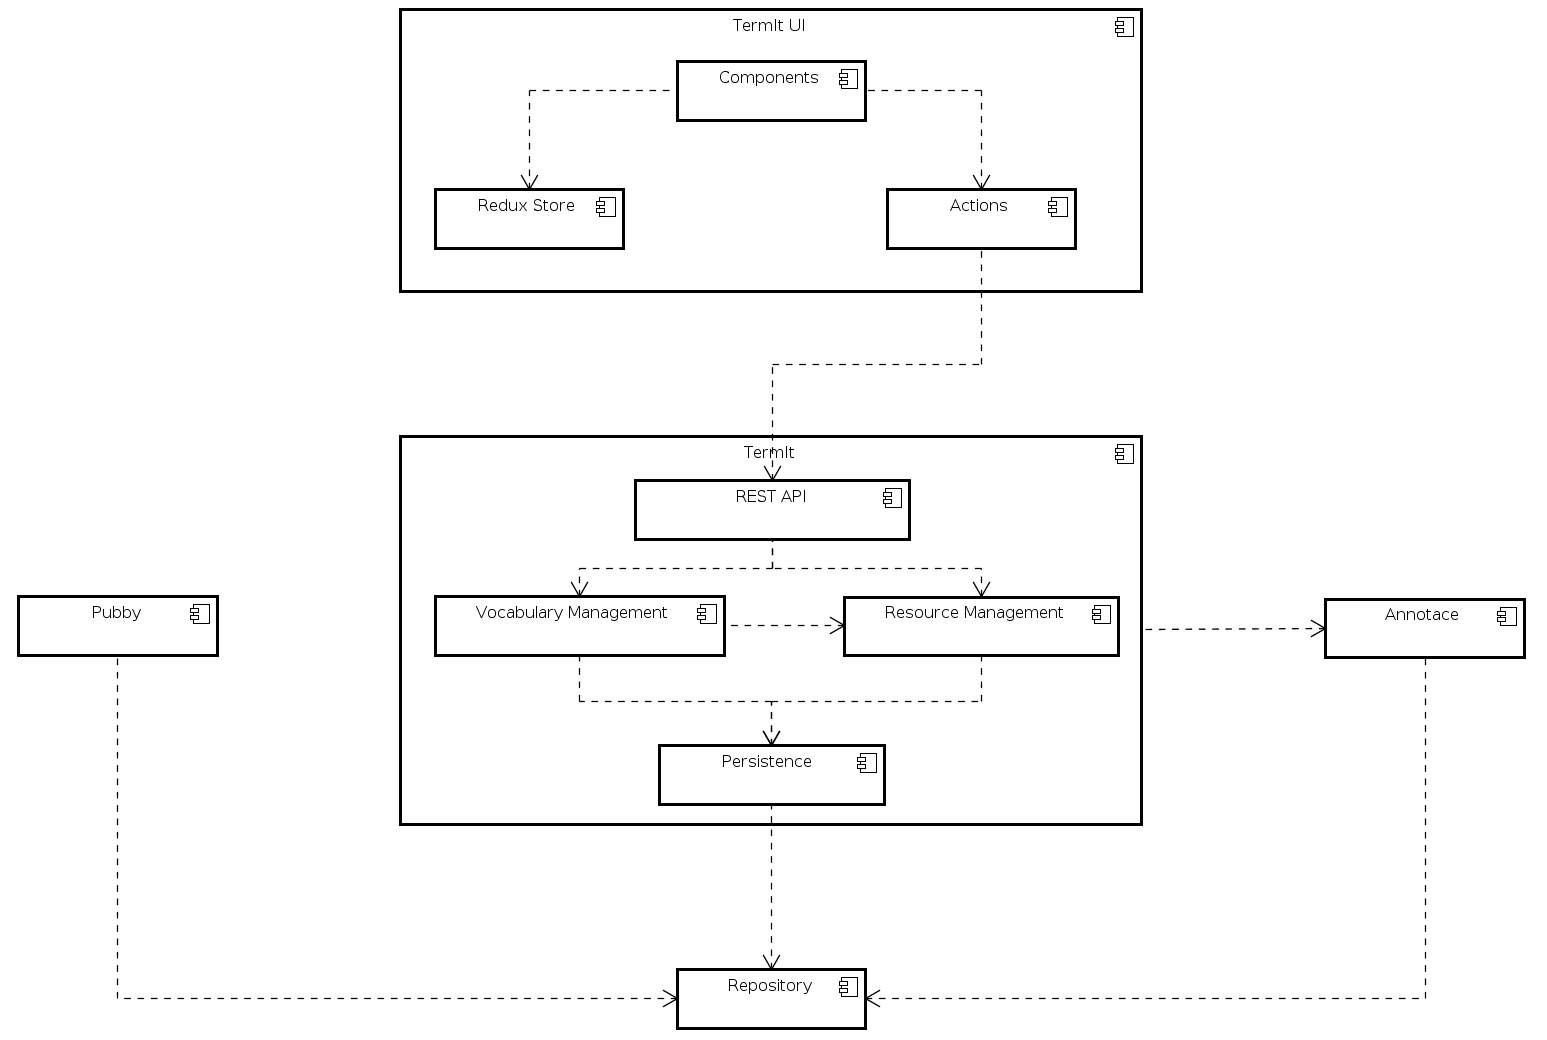 TermIt UI
Components
Redux Store
Actions
TermIt
REST API
Pubby
Vocabulary Management
Resource Management
Annotace
Persistence
Repository